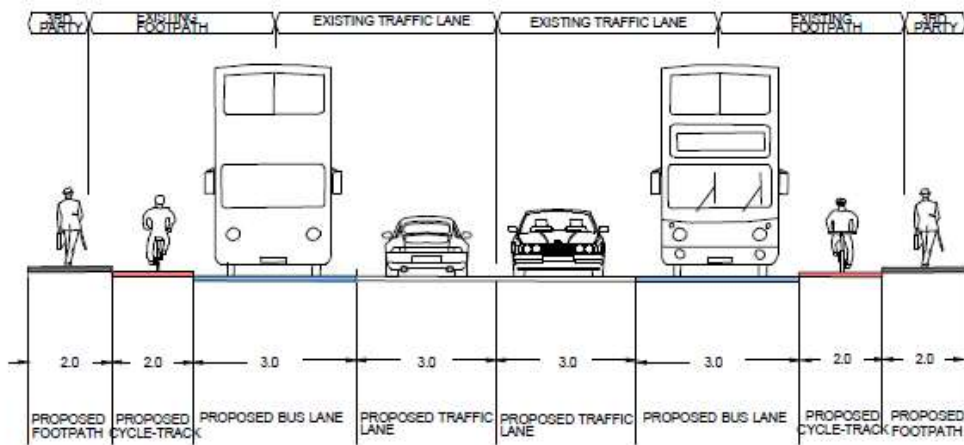 3RD PARTY
EXISTING FOOTPATH
EXISTING TRAFFIC LANE
EXISTING TRAFFIC LANE
EXISTING FOOTPATH
3RD PARTY
2.0
2.0
3.0
3.0
3.0
3.0
2.0
2.0
PROPOSED
FOOTPATH
PROPOSED
CYCLE-TRACK
PROPOSED BUS LANE
PROPOSED TRAFFIC
LANE
PROPOSED TRAFFIC
LANE
PROPOSED BUS LANE
PROPOSED
CYCLE-TRACK
PROPOSED
FOOTPATH